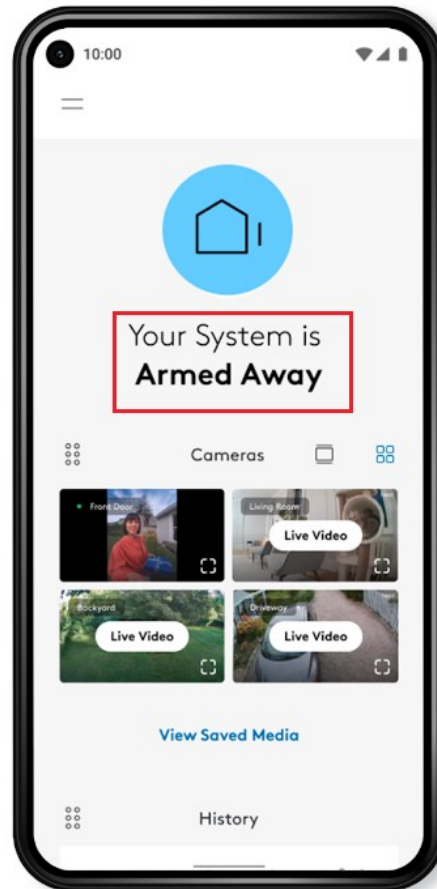 10:00
Your System is
Armed Away
Cameras
Front Door
Living Room
Live Video
Backyard
Live Video
Driveway
Live Video
View Saved Media
History